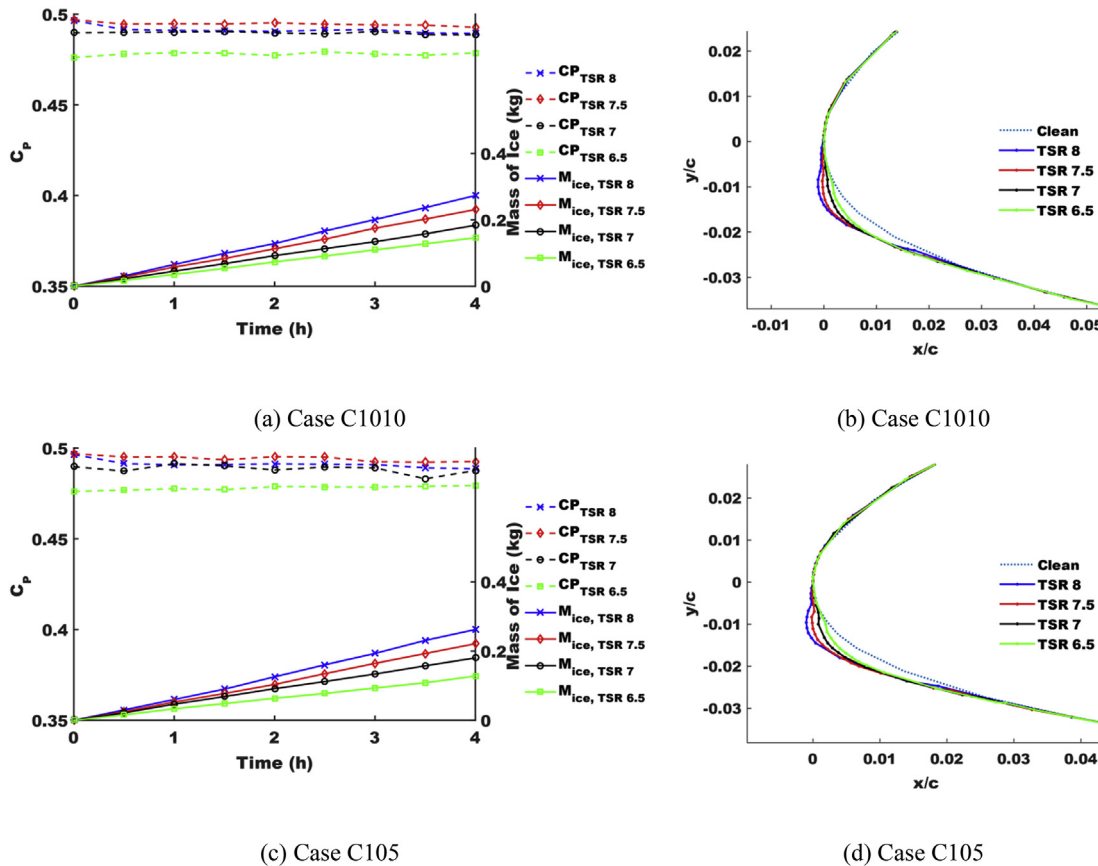 0.5
0.45
0.4
0.35
C_P
0 1 2 3 4
Time (h)
0.4
0.2
0
Mass of Ice (kg)
CP_TSR 8
CP_TSR 7.5
CP_TSR 7
CP_TSR 6.5
M_ice, TSR 8
M_ice, TSR 7.5
M_ice, TSR 7
M_ice, TSR 6.5
(a) Case C1010
0.02
0.01
0
-0.01
-0.02
-0.03
y/c
-0.01 0 0.01 0.02 0.03 0.04 0.05
x/c
Clean
TSR 8
TSR 7.5
TSR 7
TSR 6.5
(b) Case C1010
0.5
0.45
0.4
0.35
C_P
0 1 2 3 4
Time (h)
0.4
0.2
0
Mass of Ice (kg)
CP_TSR 8
CP_TSR 7.5
CP_TSR 7
CP_TSR 6.5
M_ice, TSR 8
M_ice, TSR 7.5
M_ice, TSR 7
M_ice, TSR 6.5
(c) Case C105
0.02
0.01
0
-0.01
-0.02
-0.03
y/c
0 0.01 0.02 0.03 0.04
x/c
Clean
TSR 8
TSR 7.5
TSR 7
TSR 6.5
(d) Case C105